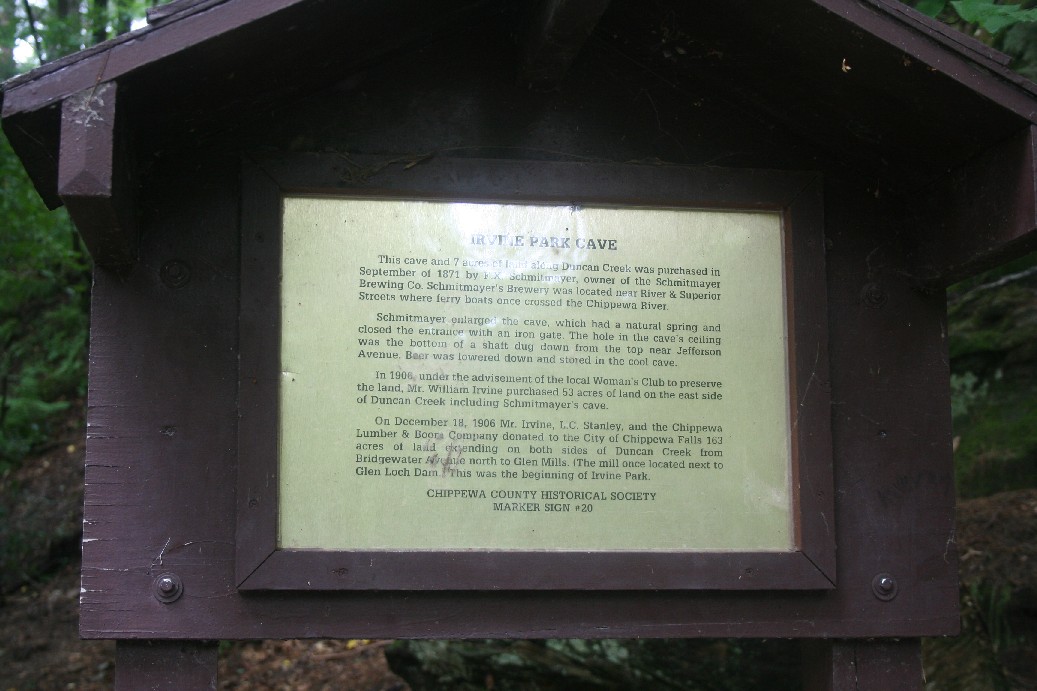 IRVINE PARK CAVE
This cave and 7 acres of land along Duncan Creek was purchased in
September of 1871 by F.X. Schmitmayer, owner of the Schmitmayer
Brewing Co. Schmitmayer's Brewery was located near River & Superior
Streets where ferry boats once crossed the Chippewa River.
Schmitmayer enlarged the cave, which had a natural spring and
closed the entrance with an iron gate. The hole in the cave's ceiling
was the bottom of a shaft dug down from the top near Jefferson
Avenue. Beer was lowered down and stored in the cool cave.
In 1906, under the advisement of the local Woman's Club to preserve
the land, Mr. William Irvine purchased 53 acres of land on the east side
of Duncan Creek including Schmitmayer's cave.
On December 18, 1906 Mr. Irvine, L.C. Stanley, and the Chippewa
Lumber & Boom Company donated to the City of Chippewa Falls 163
acres of land extending on both sides of Duncan Creek from
Bridgewater Avenue north to Glen Mills. (The mill once located next to
Glen Loch Dam.) This was the beginning of Irvine Park.
CHIPPEWA COUNTY HISTORICAL SOCIETY
MARKER SIGN #20